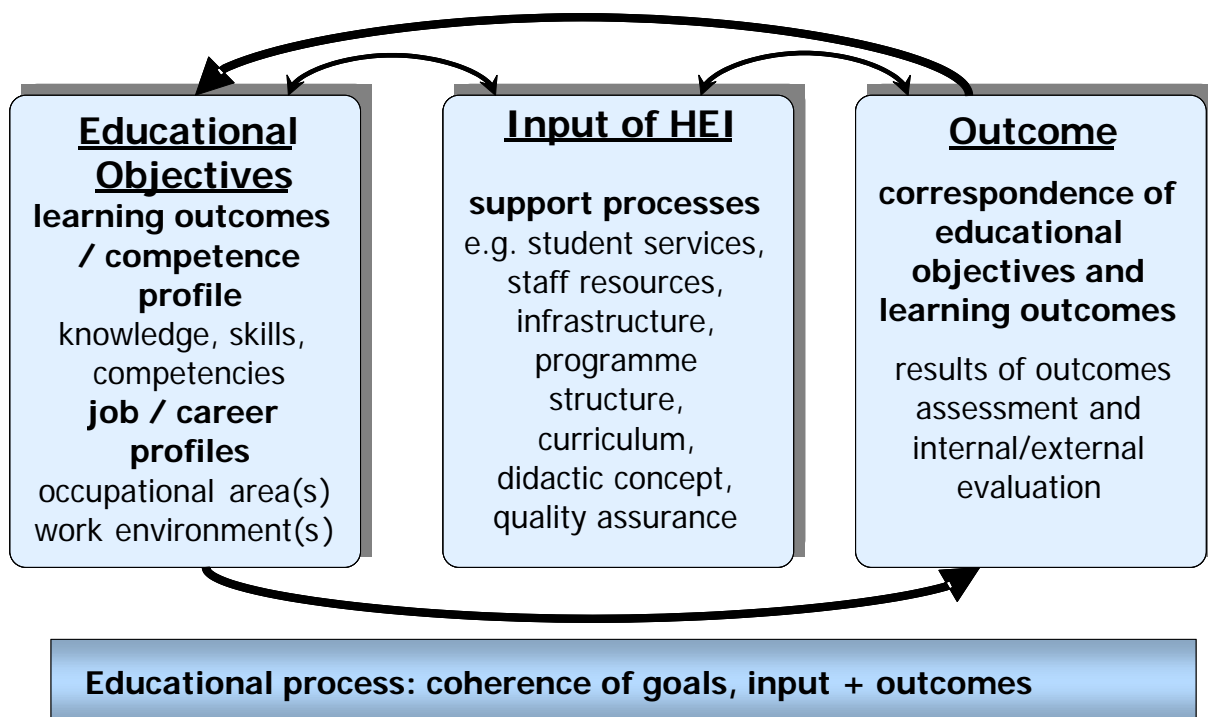 Educational
Objectives
learning outcomes
/ competence
profile
knowledge, skills,
competencies
job / career
profiles
occupational area(s)
work environment(s)
Input of HEI
support processes
e.g. student services,
staff resources,
infrastructure,
programme
structure,
curriculum,
didactic concept,
quality assurance
Outcome
correspondence of
educational
objectives and
learning outcomes
results of outcomes
assessment and
internal/external
evaluation
Educational process: coherence of goals, input + outcomes